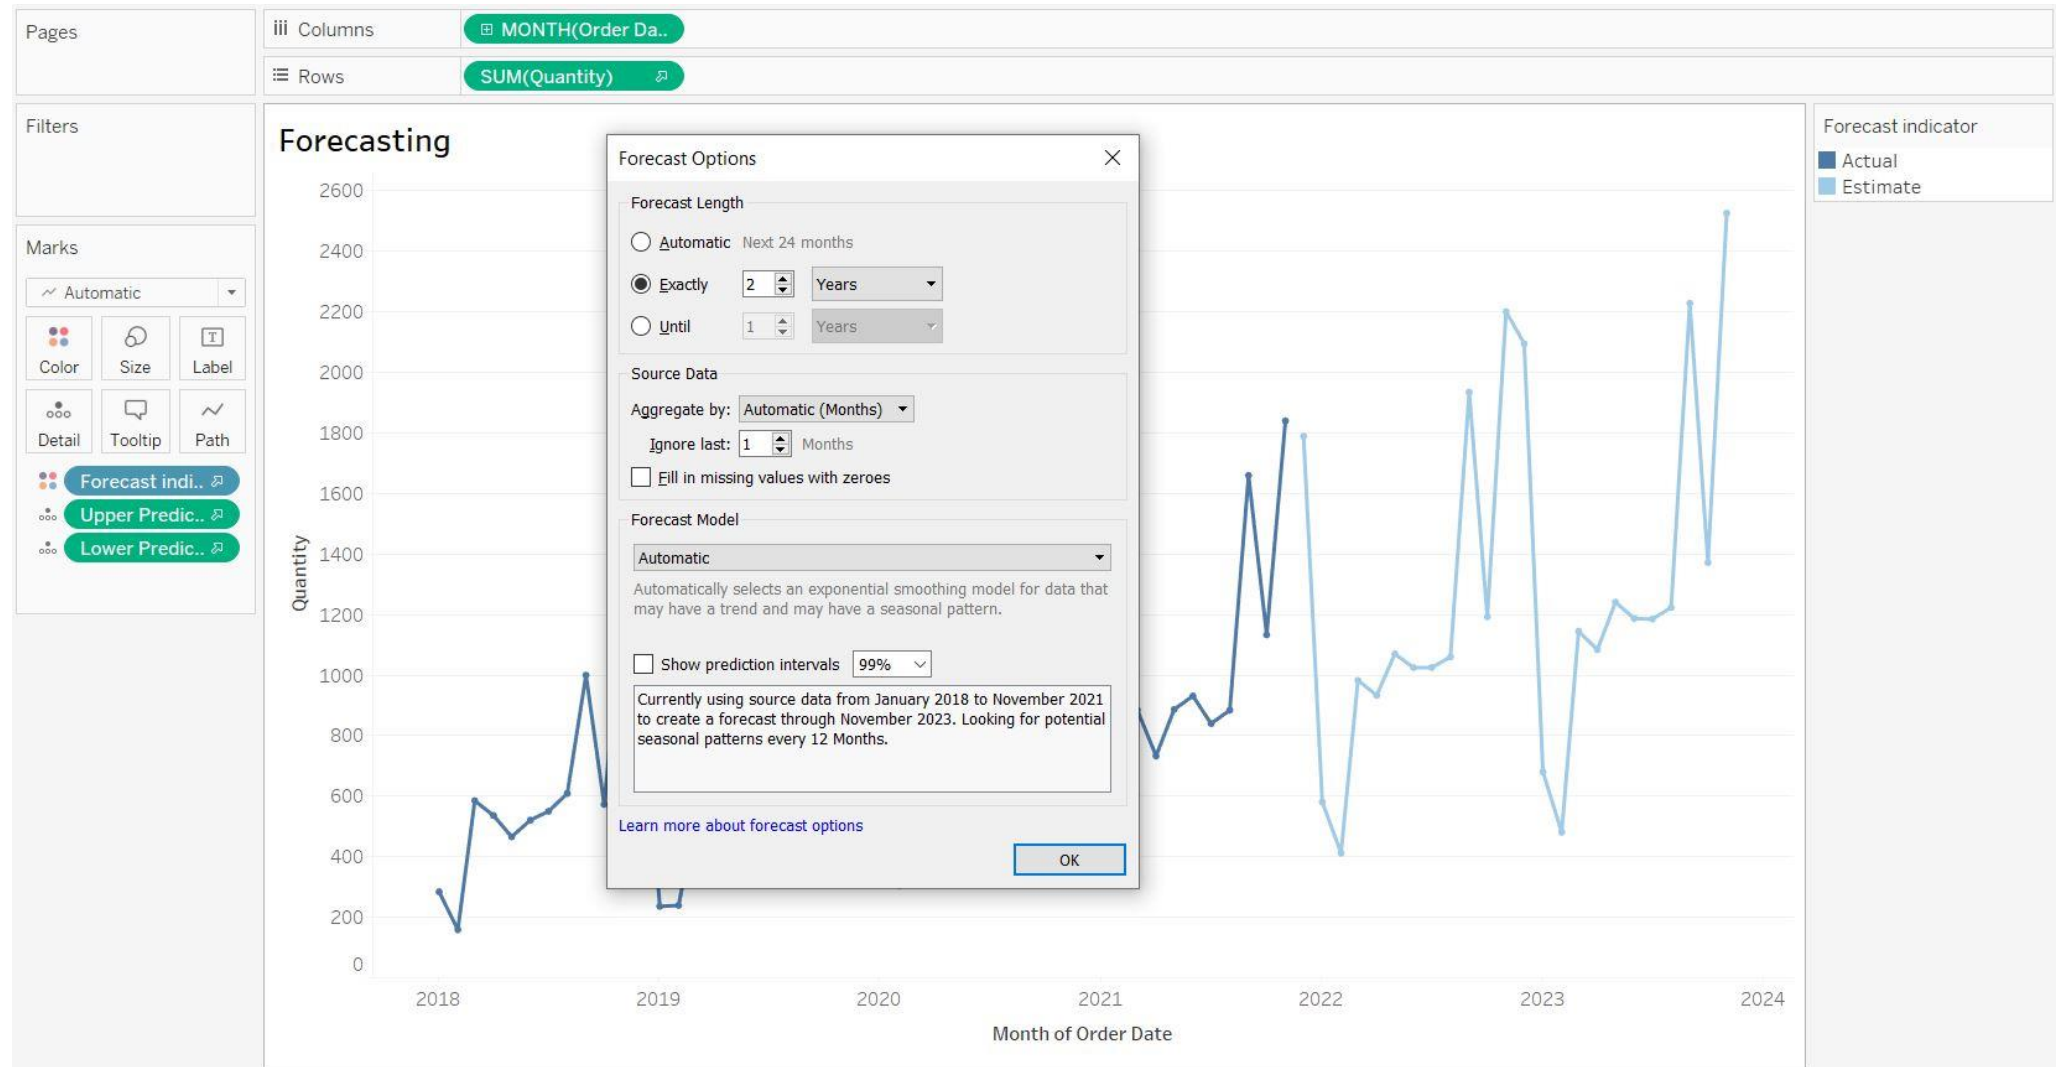 Pages
Columns
MONTH(Order Da..
Rows
SUM(Quantity)
Filters
Marks
Automatic
Color
Size
Label
T
Detail
Tooltip
Path
Forecast indi..
Upper Predic..
Lower Predic..
Forecasting
2600
2400
2200
2000
1800
1600
1400
1200
1000
800
600
400
200
0
Quantity
2018
2019
2020
2021
2022
2023
2024
Month of Order Date
Forecast Options
Forecast Length
Automatic Next 24 months
Exactly 2 Years
Until 1 Years
Source Data
Aggregate by: Automatic (Months)
Ignore last: 1 Months
Fill in missing values with zeroes
Forecast Model
Automatic
Automatically selects an exponential smoothing model for data that
may have a trend and may have a seasonal pattern.
Show prediction intervals 99%
Currently using source data from January 2018 to November 2021
to create a forecast through November 2023. Looking for potential
seasonal patterns every 12 Months.
Learn more about forecast options
OK
Forecast indicator
Actual
Estimate